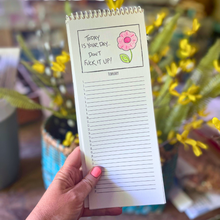 TODAY
IS YOUR DAY.
DON'T
FUCK IT UP!